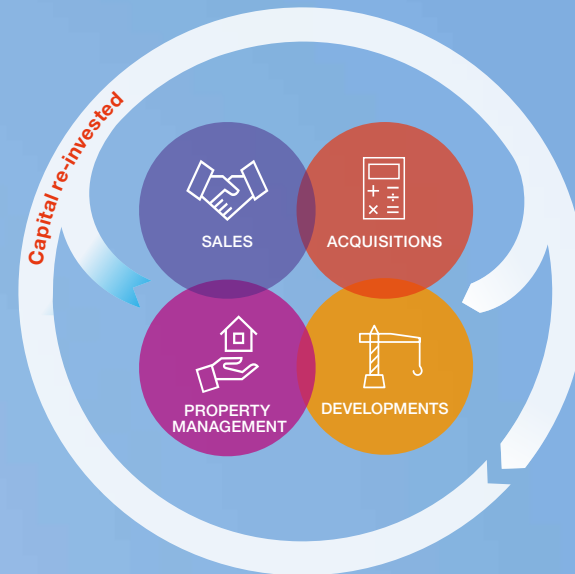 Capital re-invested
SALES
ACQUISITIONS
PROPERTY
MANAGEMENT
DEVELOPMENTS